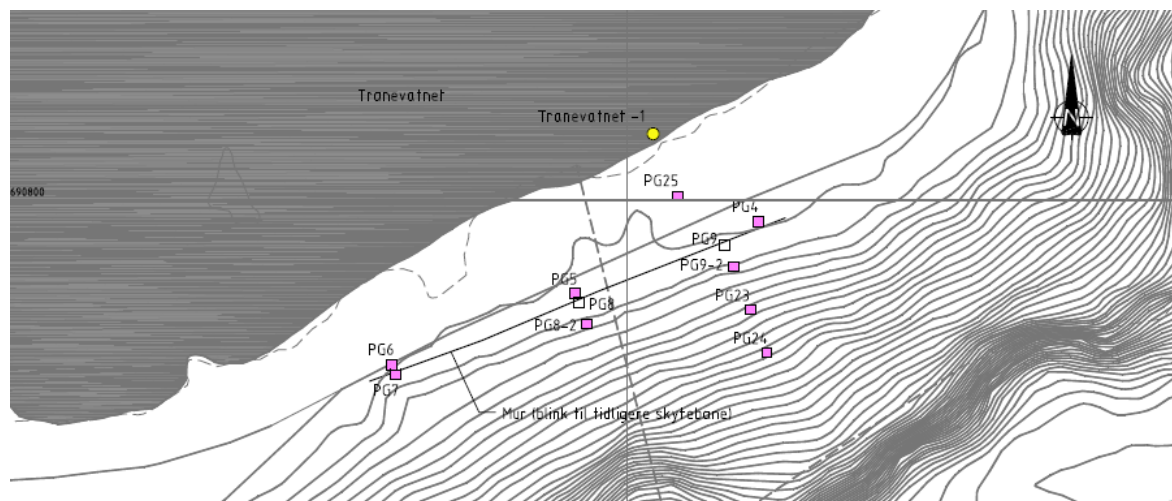 Tranevatnet
Tranevatnet -1
N
690800
PG25
PG4
PG9
PG9-2
PG5
PG8
PG23
PG8-2
PG24
PG6
PG7
Mur (blink til tidligere skytebane)